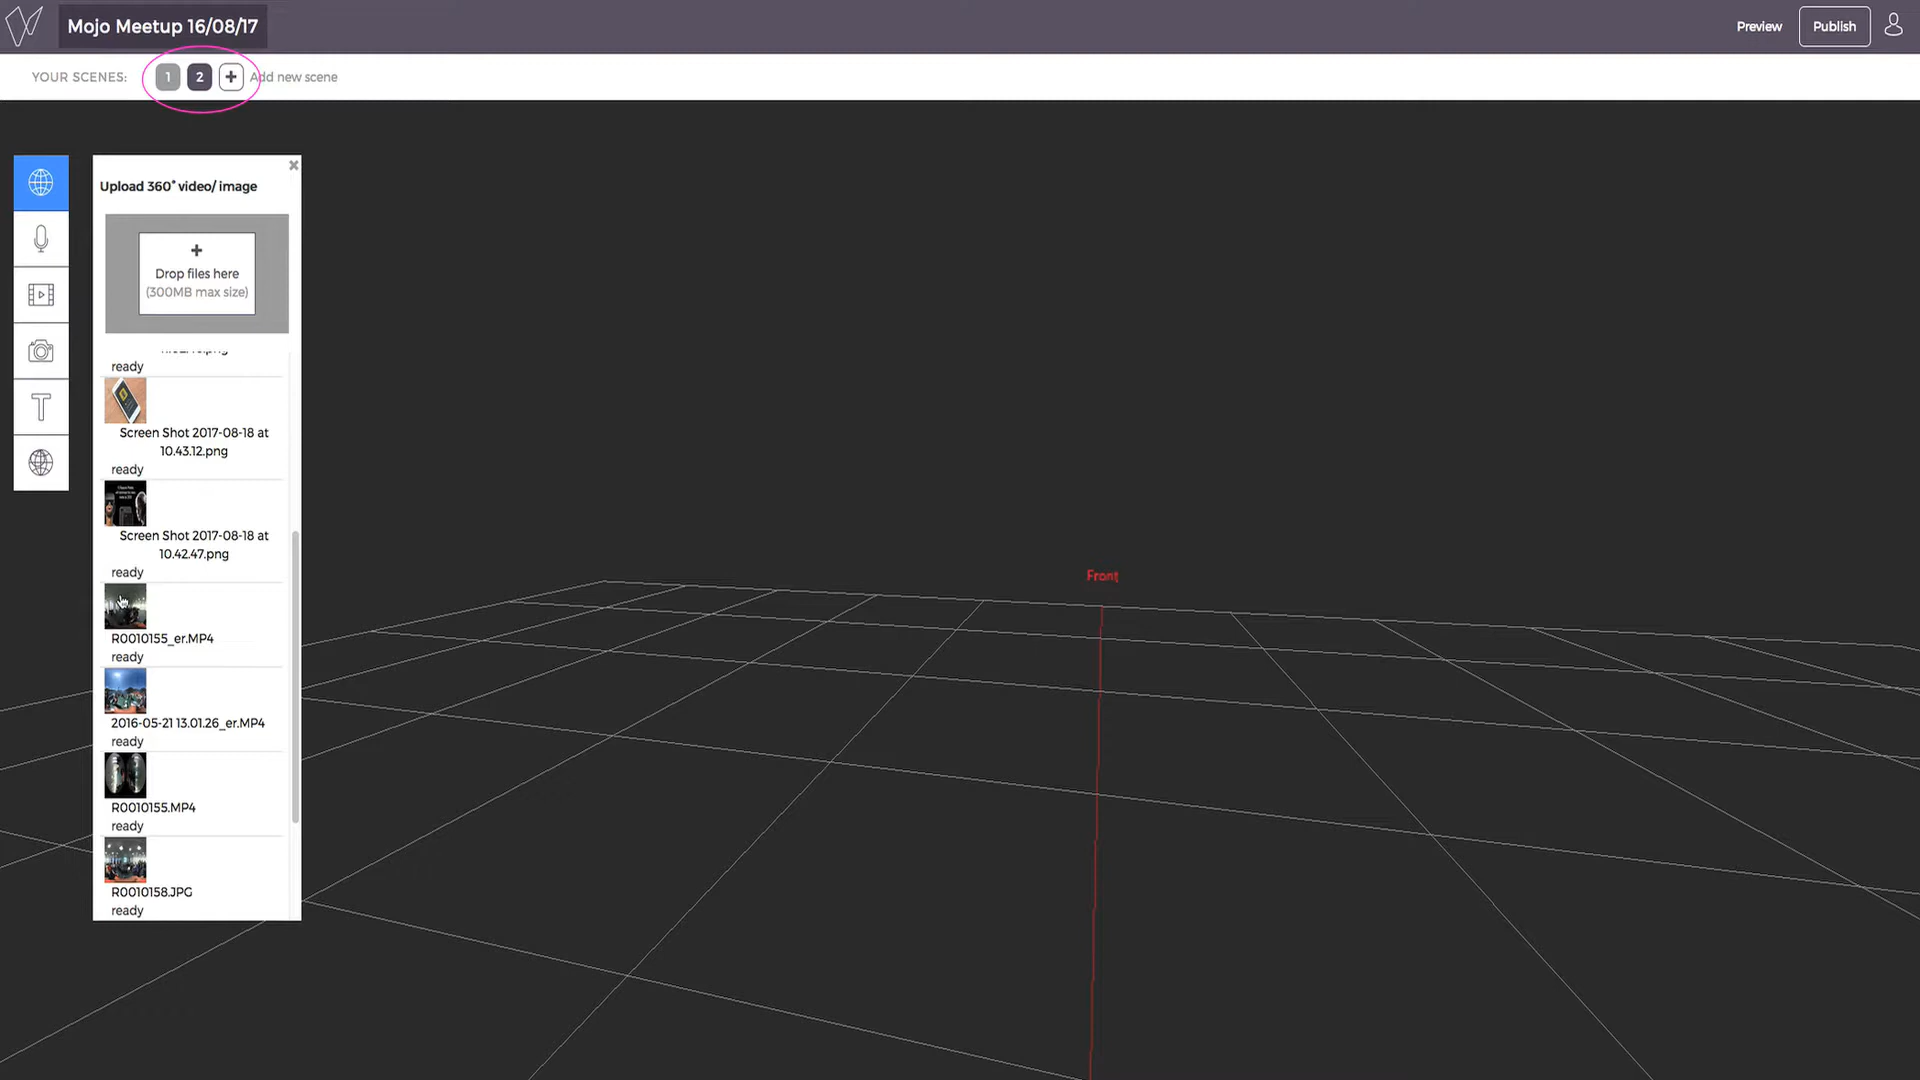 Mojo Meetup 16/08/17
Preview
Publish
YOUR SCENES:
1
2
Add new scene
Upload 360° video/ image
Drop files here
(300MB max size)
ready
Screen Shot 2017-08-18 at
10.43.12.png
ready
Screen Shot 2017-08-18 at
10.42.47.png
ready
R0010155_er.MP4
ready
2016-05-21 13.01.26_er.MP4
ready
R0010155.MP4
ready
R0010158.JPG
ready
Front